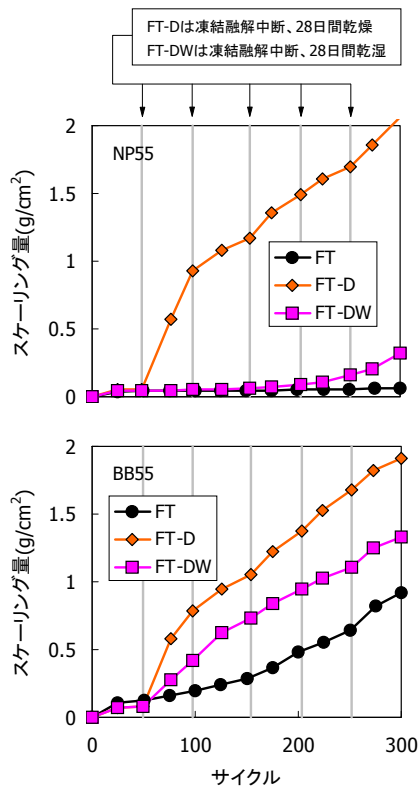 FT-Dは凍結融解中断、28日間乾燥
FT-DWは凍結融解中断、28日間乾湿
NP55
スケーリング量(g/cm²)
2
1.5
1
0.5
0
FT
FT-D
FT-DW
BB55
スケーリング量(g/cm²)
2
1.5
1
0.5
0
FT
FT-D
FT-DW
0
100
200
300
サイクル